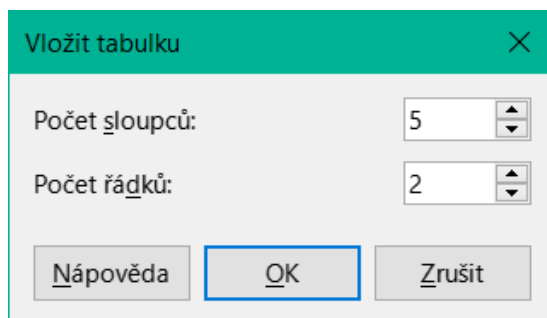 Vložit tabulku
Počet sloupců: 5
Počet řádků: 2
Nápověda OK Zrušit